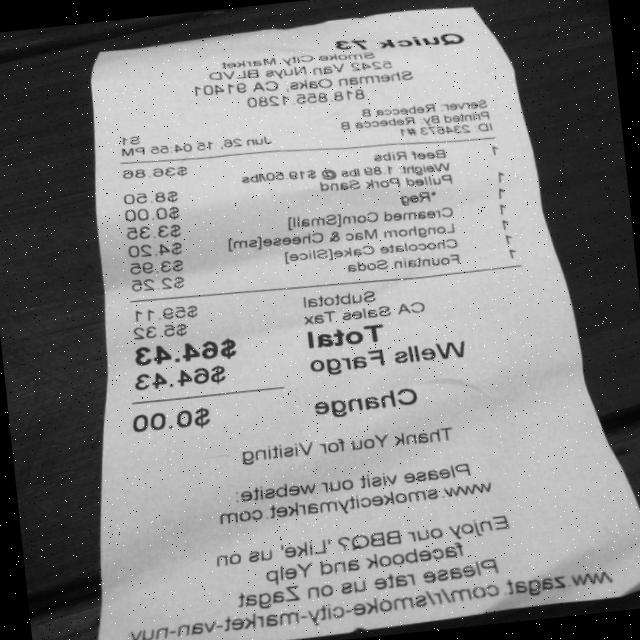 Quick 73
Smoke City Market
5242 Van Nuys BLVD
Sherman Oaks, CA 91401
818.855.1280
Server: Rebecca B
Printed By: Rebecca B
ID: 234573 #1
Jun 26, 15 04:55 PM
1 Beef Ribs $36.86
Weight: 1.89 lbs @ $19.50/lbs
1 Pulled Pork Sand $8.50
1 *Reg $0.00
1 Creamed Corn[Small] $3.35
1 Longhorn Mac & Cheese[sm] $4.20
1 Chocolate Cake[Slice] $3.95
1 Fountain Soda $2.25
Subtotal $59.11
CA Sales Tax $5.32
Total $64.43
Wells Fargo $64.43
Change $0.00
Thank You for Visiting
Please visit our website:
www.smokecitymarket.com
Enjoy our BBQ? 'Like' us on
facebook and Yelp
Please rate us on Zagat
/ww.zagat.com/r/smoke-city-market-van-nuy